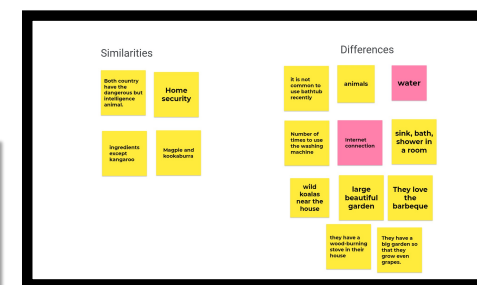 Similarities
Both country
have the
dangerous but
intelligence
animal.
Home
security
ingredients
except
kangaroo
Magpie and
kookaburra
Differences
it is not
common to
use bathtub
recently
animals
water
Number of
times to use
the washing
machine
Internet
connection
sink, bath,
shower in
a room
wild
koalas
near the
house
large
beautiful
garden
They love
the
barbeque
they have a
wood-burning
stove in their
house
They have a
big garden so
that they
grow even
grapes.